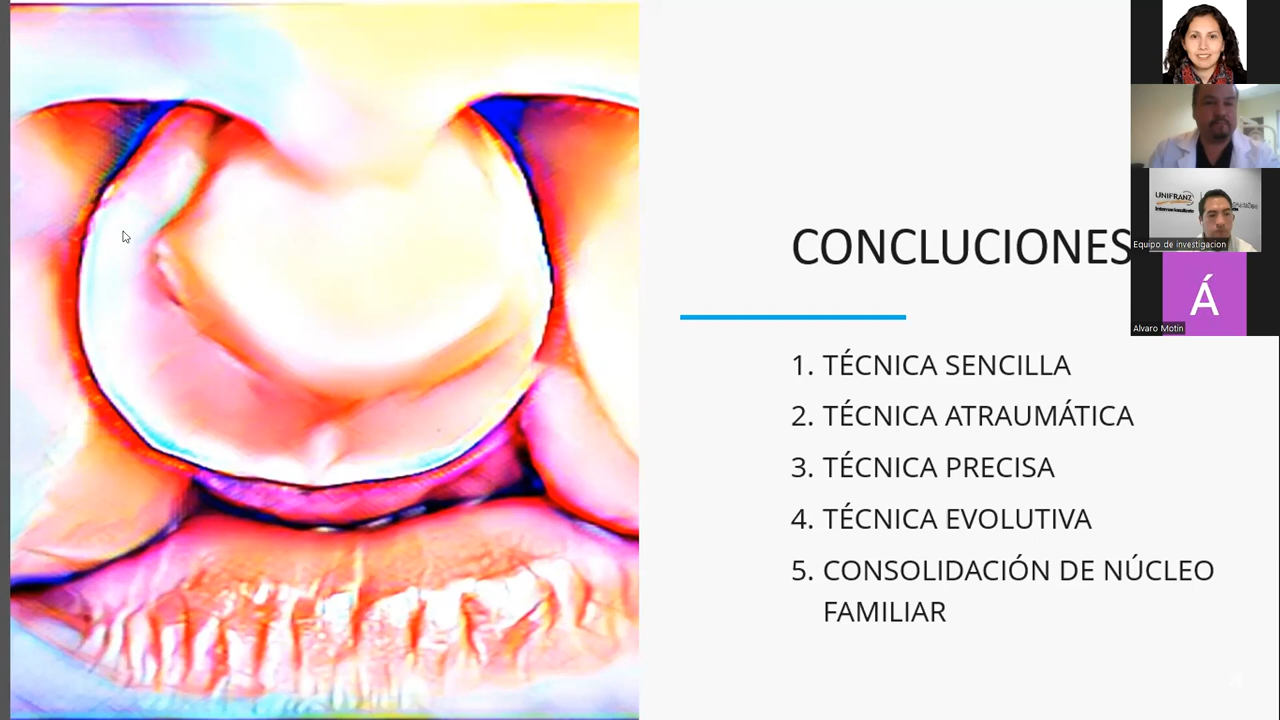 CONCLUCIONES
1. TÉCNICA SENCILLA
2. TÉCNICA ATRAUMÁTICA
3. TÉCNICA PRECISA
4. TÉCNICA EVOLUTIVA
5. CONSOLIDACIÓN DE NÚCLEO
FAMILIAR
UNIFRANZ
Equipo de investigacion
Á
Alvaro Motin